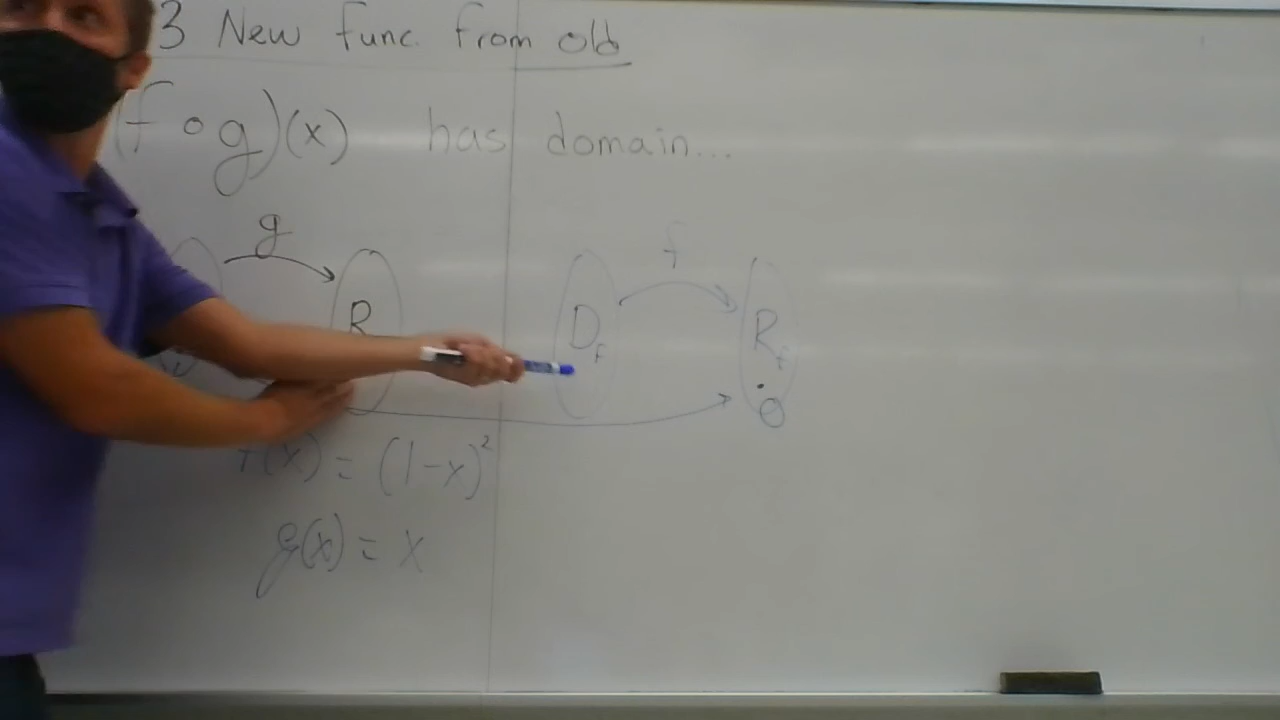 3 New func. from old
(f∘g)(x) has domain...
g f
R D_f R_f
0
f(x) = (1-x)²
g(x) = x